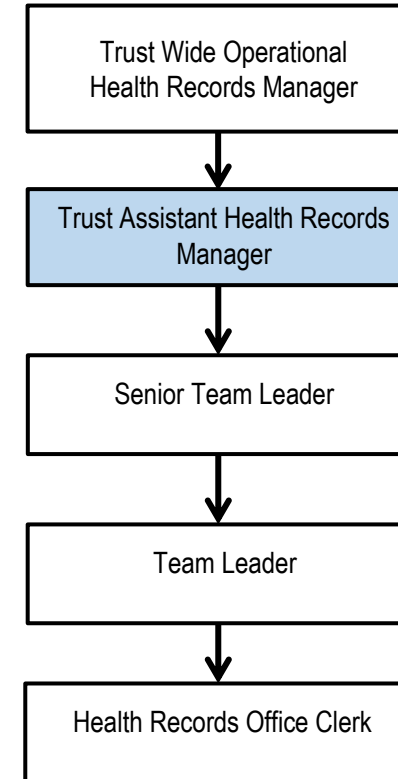 Trust Wide Operational
Health Records Manager
Trust Assistant Health Records
Manager
Senior Team Leader
Team Leader
Health Records Office Clerk